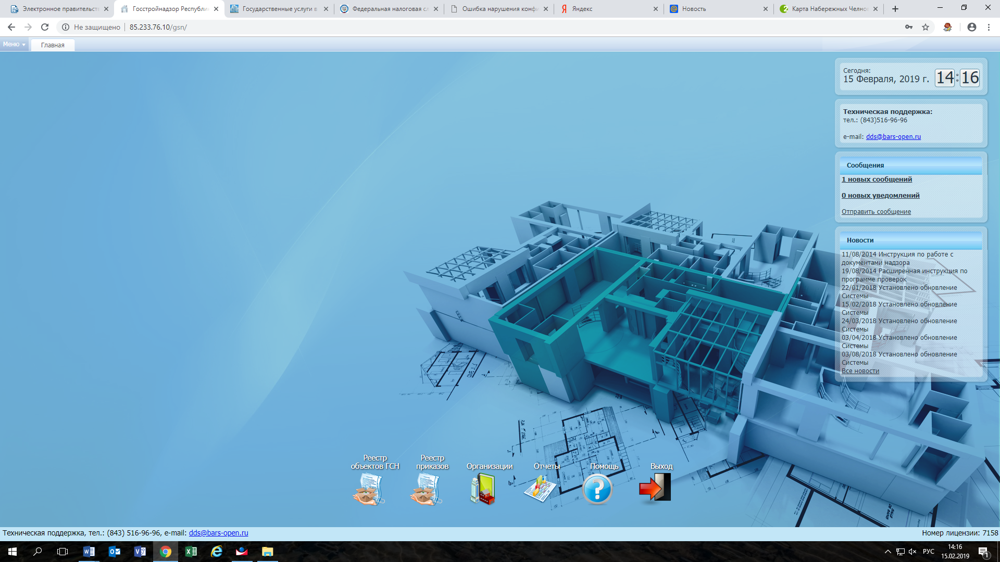 Электронное правительств
Госстройнадзор Республик
Государственные услуги в
Федеральная налоговая сл
Ошибка нарушения конфи
Яндекс
Новость
Карта Набережных Челно
Не защищено
85.233.76.10/gsn/
Меню
Главная
Сегодня:
15 Февраля, 2019 г.
14:16
Техническая поддержка:
тел.: (843)516-96-96
e-mail: dds@bars-open.ru
Сообщения
1 новых сообщений
0 новых уведомлений
Отправить сообщение
Новости
11/08/2014 Инструкция по работе с
документами надзора
19/08/2014 Расширенная инструкция по
программе проверок
22/01/2018 Установлено обновление
Системы
15/02/2018 Установлено обновление
Системы
24/03/2018 Установлено обновление
Системы
03/04/2018 Установлено обновление
Системы
03/08/2018 Установлено обновление
Системы
Все новости
Реестр
объектов ГСН
Реестр
приказов
Организации
Отчеты
Помощь
Выход
Техническая поддержка, тел.: (843) 516-96-96, e-mail: dds@bars-open.ru
Номер лицензии: 7158
РУС
14:16
15.02.2019
1